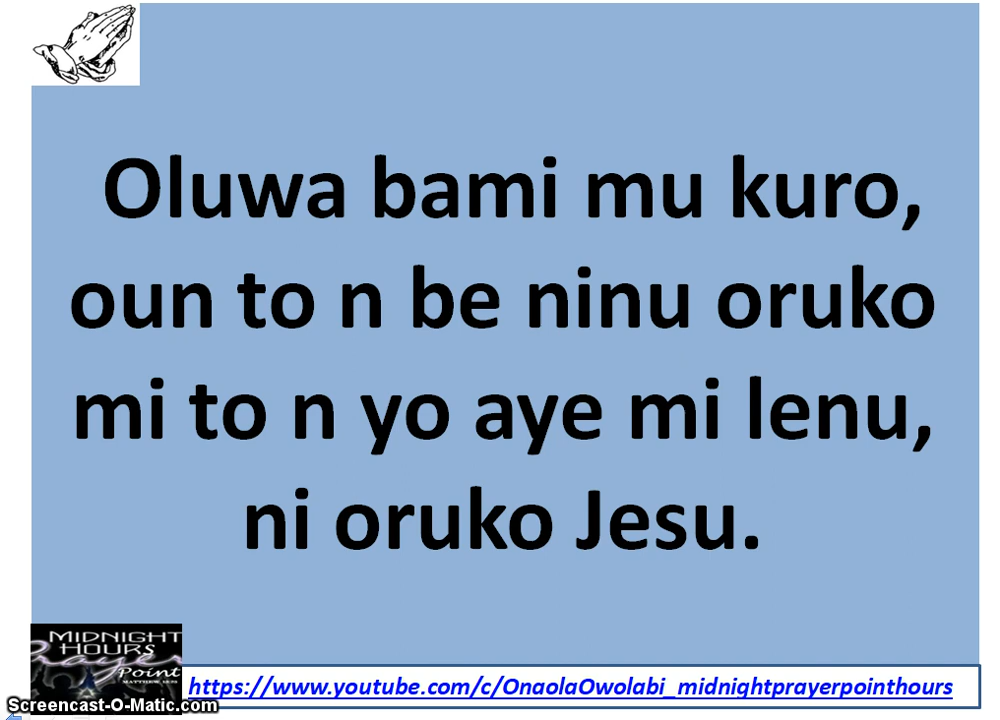 Oluwa bami mu kuro,
oun to n be ninu oruko
mi to n yo aye mi lenu,
ni oruko Jesu.
MIDNIGHT
HOURS
Prayer
Point
https://www.youtube.com/c/OnaolaOwolabi_midnightprayerpointhours
Screencast-O-Matic.com